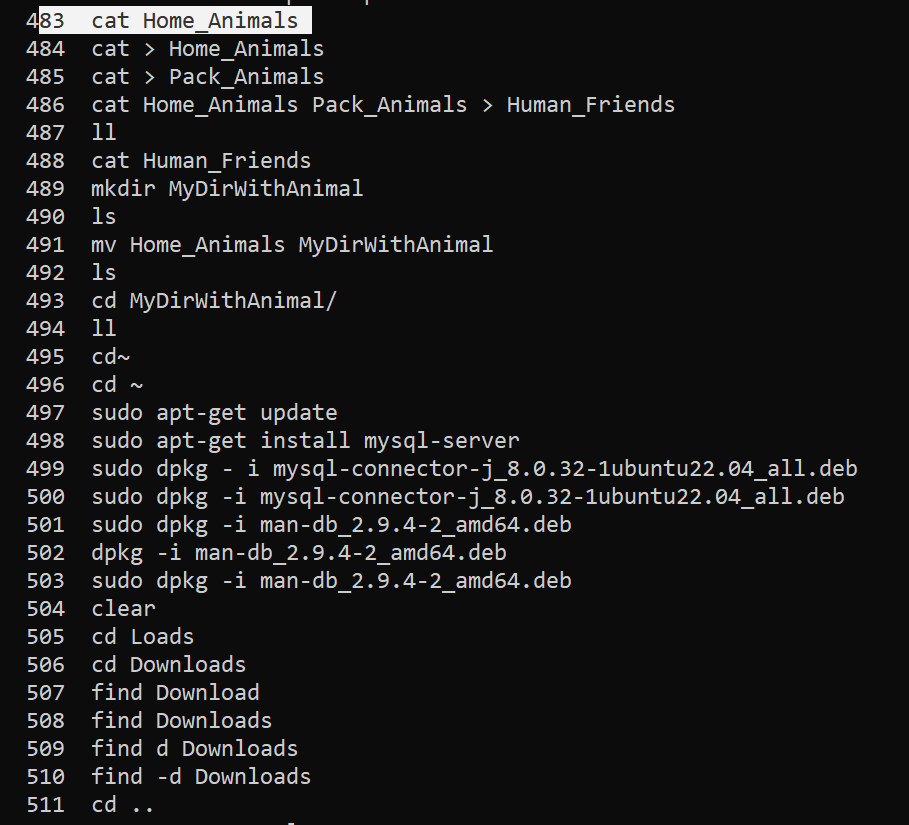 483 cat Home_Animals
484 cat > Home_Animals
485 cat > Pack_Animals
486 cat Home_Animals Pack_Animals > Human_Friends
487 ll
488 cat Human_Friends
489 mkdir MyDirWithAnimal
490 ls
491 mv Home_Animals MyDirWithAnimal
492 ls
493 cd MyDirWithAnimal/
494 ll
495 cd~
496 cd ~
497 sudo apt-get update
498 sudo apt-get install mysql-server
499 sudo dpkg - i mysql-connector-j_8.0.32-1ubuntu22.04_all.deb
500 sudo dpkg -i mysql-connector-j_8.0.32-1ubuntu22.04_all.deb
501 sudo dpkg -i man-db_2.9.4-2_amd64.deb
502 dpkg -i man-db_2.9.4-2_amd64.deb
503 sudo dpkg -i man-db_2.9.4-2_amd64.deb
504 clear
505 cd Loads
506 cd Downloads
507 find Download
508 find Downloads
509 find d Downloads
510 find -d Downloads
511 cd ..